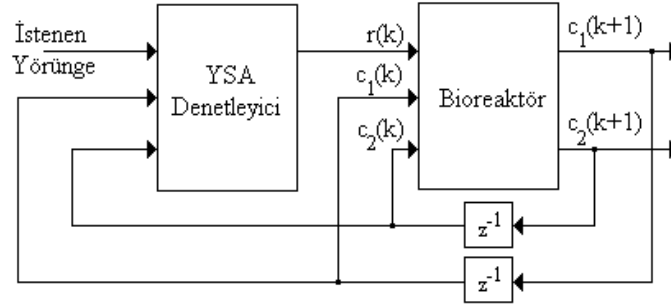 İstenen
Yörünge
YSA
Denetleyici
r(k)
c₁(k)
c₂(k)
Bioreaktör
c₁(k+1)
c₂(k+1)
z⁻¹
z⁻¹